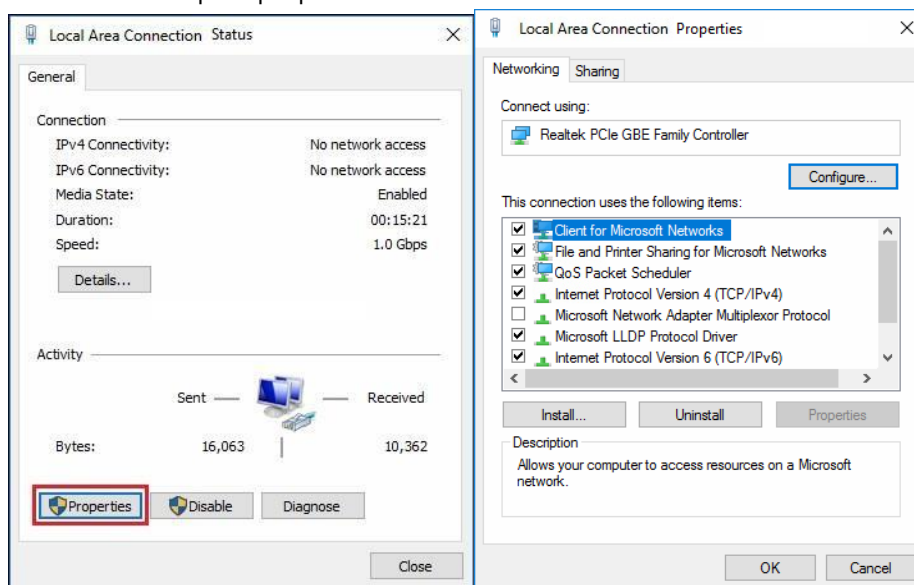 Local Area Connection Status
General
Connection
IPv4 Connectivity: No network access
IPv6 Connectivity: No network access
Media State: Enabled
Duration: 00:15:21
Speed: 1.0 Gbps
Details...
Activity
Sent Received
Bytes: 16,063 10,362
Properties Disable Diagnose
Close
Local Area Connection Properties
Networking Sharing
Connect using:
Realtek PCIe GBE Family Controller
Configure...
This connection uses the following items:
Client for Microsoft Networks
File and Printer Sharing for Microsoft Networks
QoS Packet Scheduler
Internet Protocol Version 4 (TCP/IPv4)
Microsoft Network Adapter Multiplexor Protocol
Microsoft LLDP Protocol Driver
Internet Protocol Version 6 (TCP/IPv6)
Install... Uninstall Properties
Description
Allows your computer to access resources on a Microsoft
network.
OK Cancel